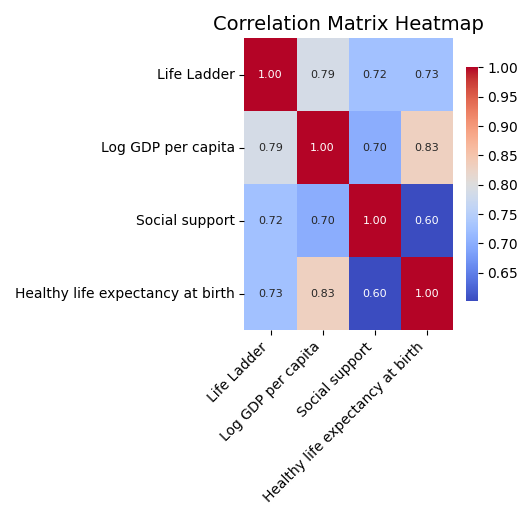 Correlation Matrix Heatmap
Life Ladder
1.00 0.79 0.72 0.73
Log GDP per capita
0.79 1.00 0.70 0.83
Social support
0.72 0.70 1.00 0.60
Healthy life expectancy at birth
0.73 0.83 0.60 1.00
Life Ladder
Log GDP per capita
Social support
Healthy life expectancy at birth
1.00
0.95
0.90
0.85
0.80
0.75
0.70
0.65